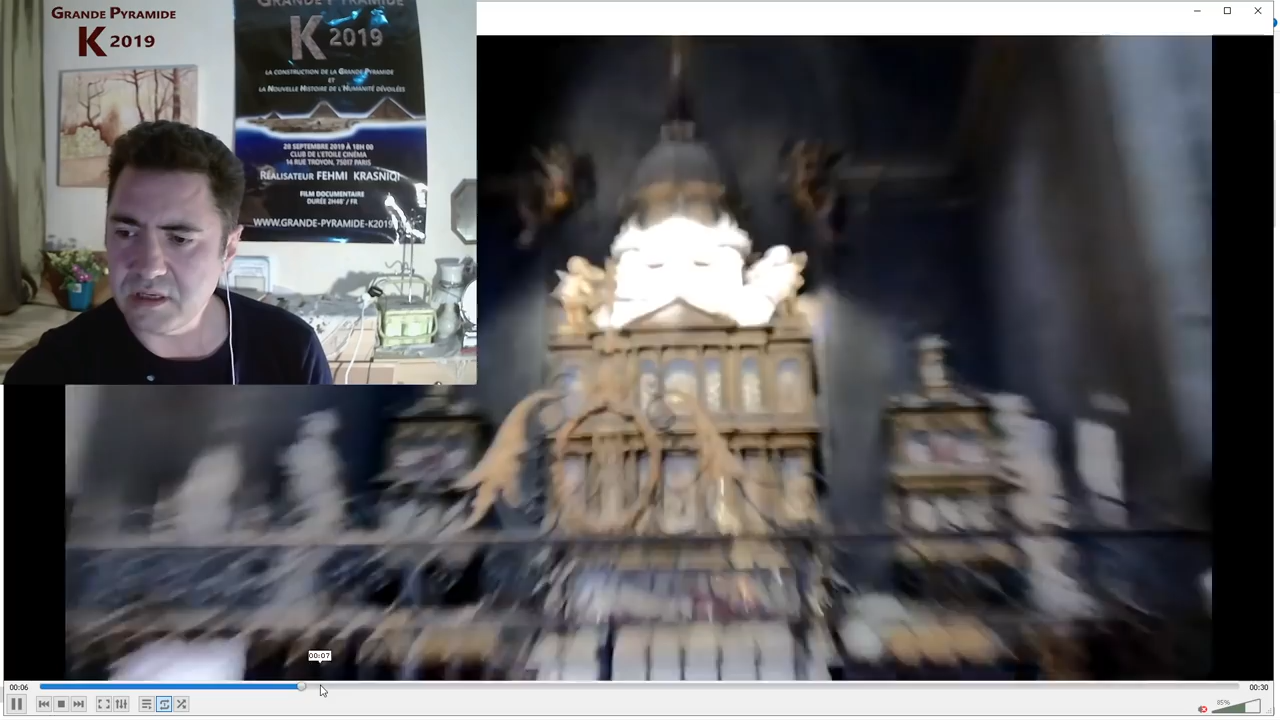 GRANDE PYRAMIDE
K 2019
GRANDE PYRAMIDE
K 2019
LA CONSTRUCTION DE LA GRANDE PYRAMIDE
ET
LA NOUVELLE HISTOIRE DE L'HUMANITÉ DÉVOILÉES
28 SEPTEMBRE 2019 À 18H 00
CLUB DE L'ETOILE CINÉMA
14 RUE TROYON, 75017 PARIS
RÉALISATEUR FEHMI KRASNIQI
FILM DOCUMENTAIRE
DURÉE 2H46' / FR
WWW.GRANDE-PYRAMIDE-K2019
00:07
00:06
00:30
85%